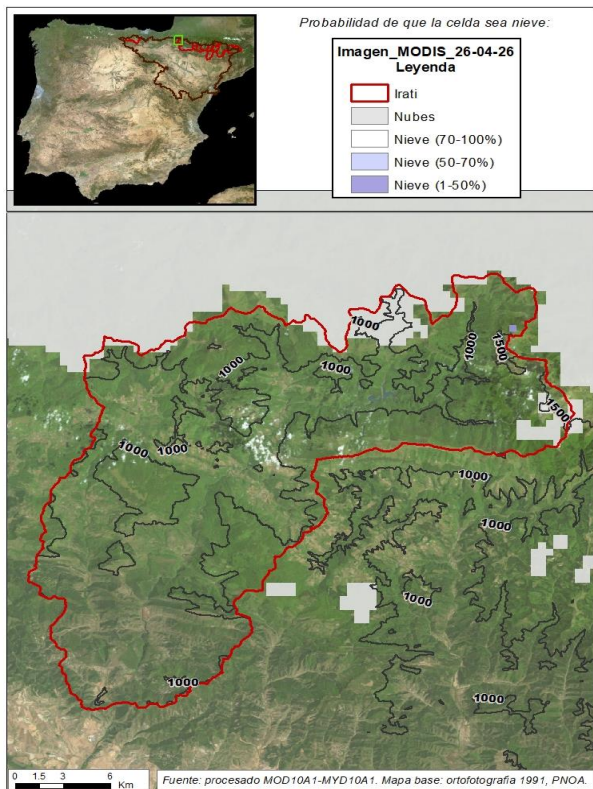 Probabilidad de que la celda sea nieve:
Imagen_MODIS_26-04-26
Leyenda
Irati
Nubes
Nieve (70-100%)
Nieve (50-70%)
Nieve (1-50%)
1000
1000
1500
1000
1000
1500
1000
1000
1000
1000
1000
1000
1000
0 1.5 3 6
Km
Fuente: procesado MOD10A1-MYD10A1. Mapa base: ortofotografia 1991, PNOA.